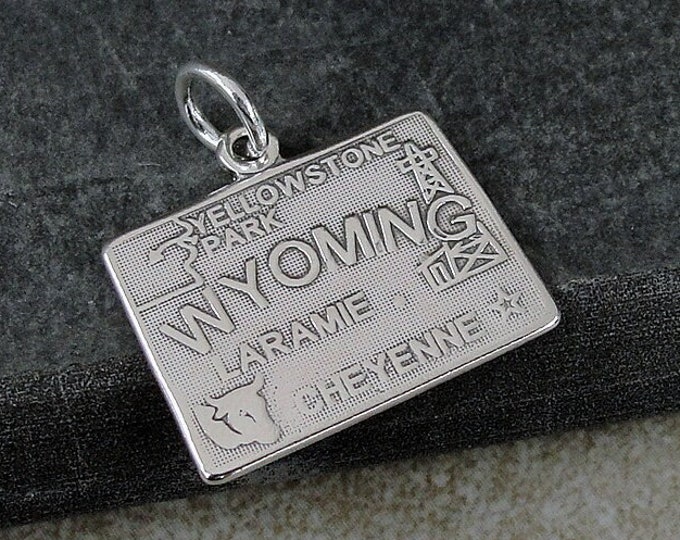 YELLOWSTONE
PARK
WYOMING
LARAMIE
CHEYENNE